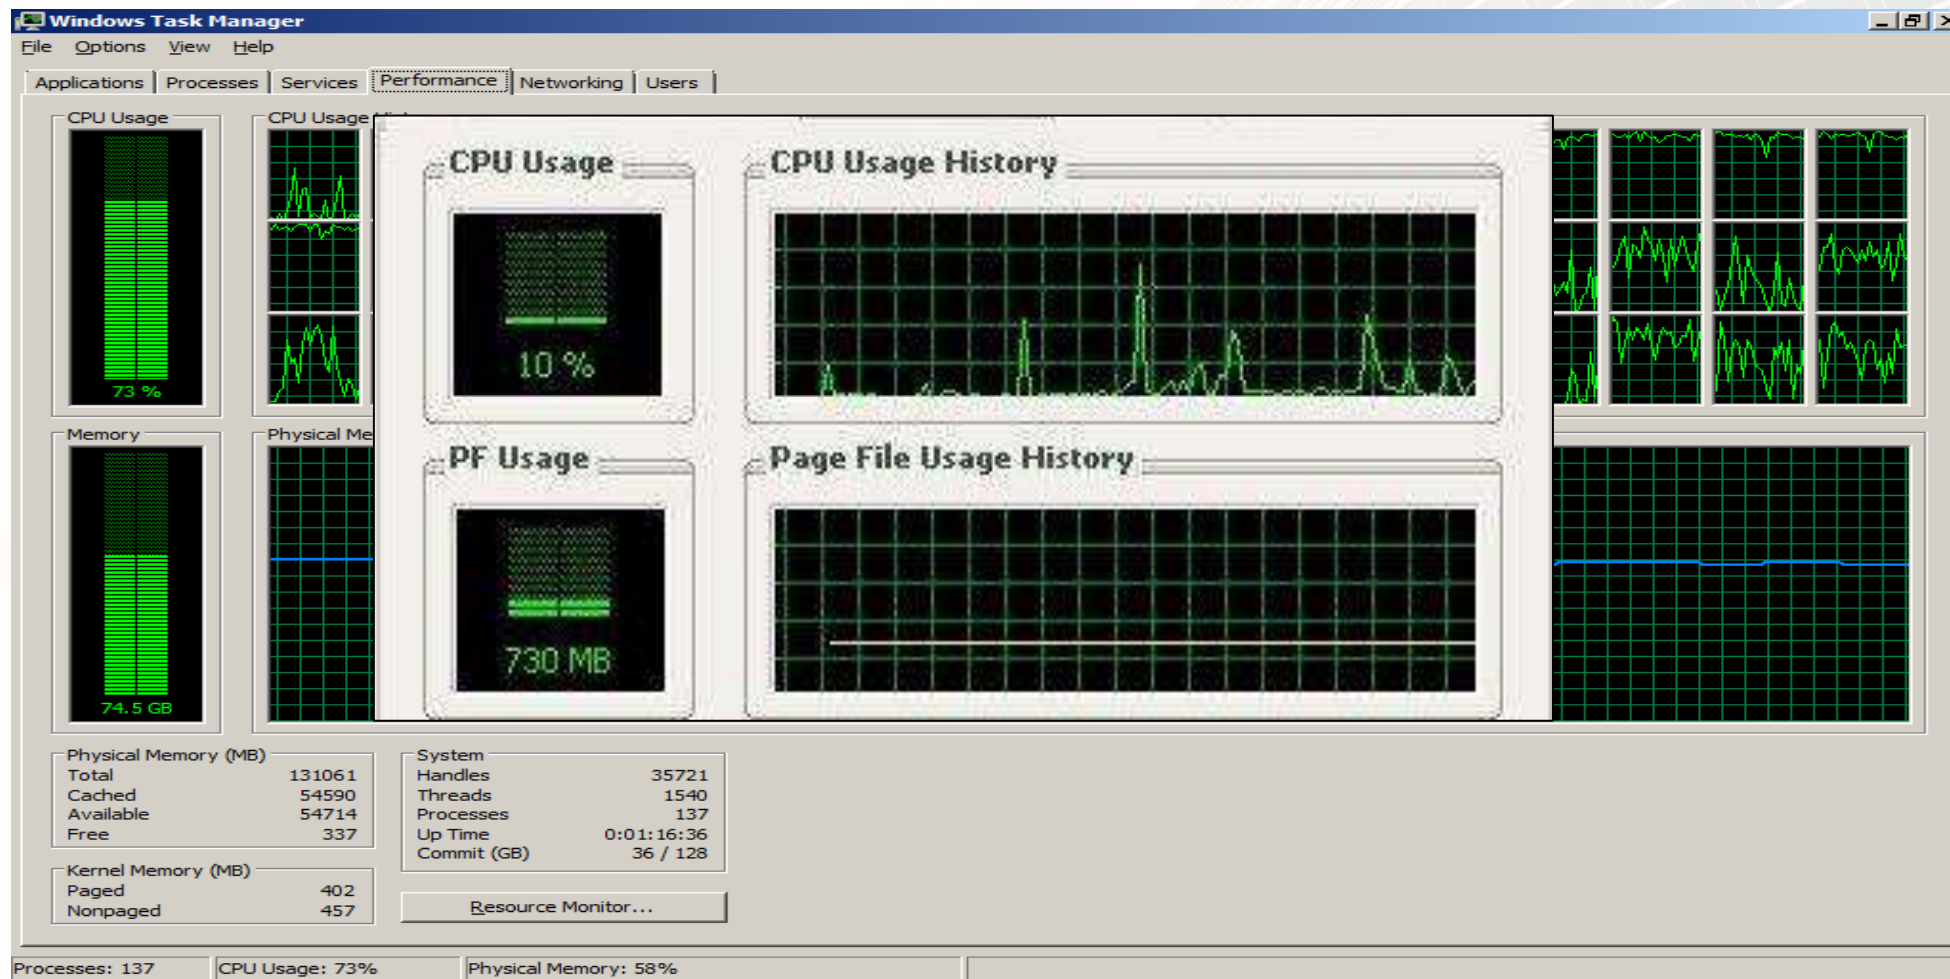 Windows Task Manager
File Options View Help
Applications Processes Services Performance Networking Users
CPU Usage
CPU Usage
73 %
Memory
Physical Me
74.5 GB
CPU Usage
CPU Usage History
10 %
PF Usage
Page File Usage History
730 MB
Physical Memory (MB)
Total 131061
Cached 54590
Available 54714
Free 337
Kernel Memory (MB)
Paged 402
Nonpaged 457
System
Handles 35721
Threads 1540
Processes 137
Up Time 0:01:16:36
Commit (GB) 36 / 128
Resource Monitor...
Processes: 137 CPU Usage: 73% Physical Memory: 58%